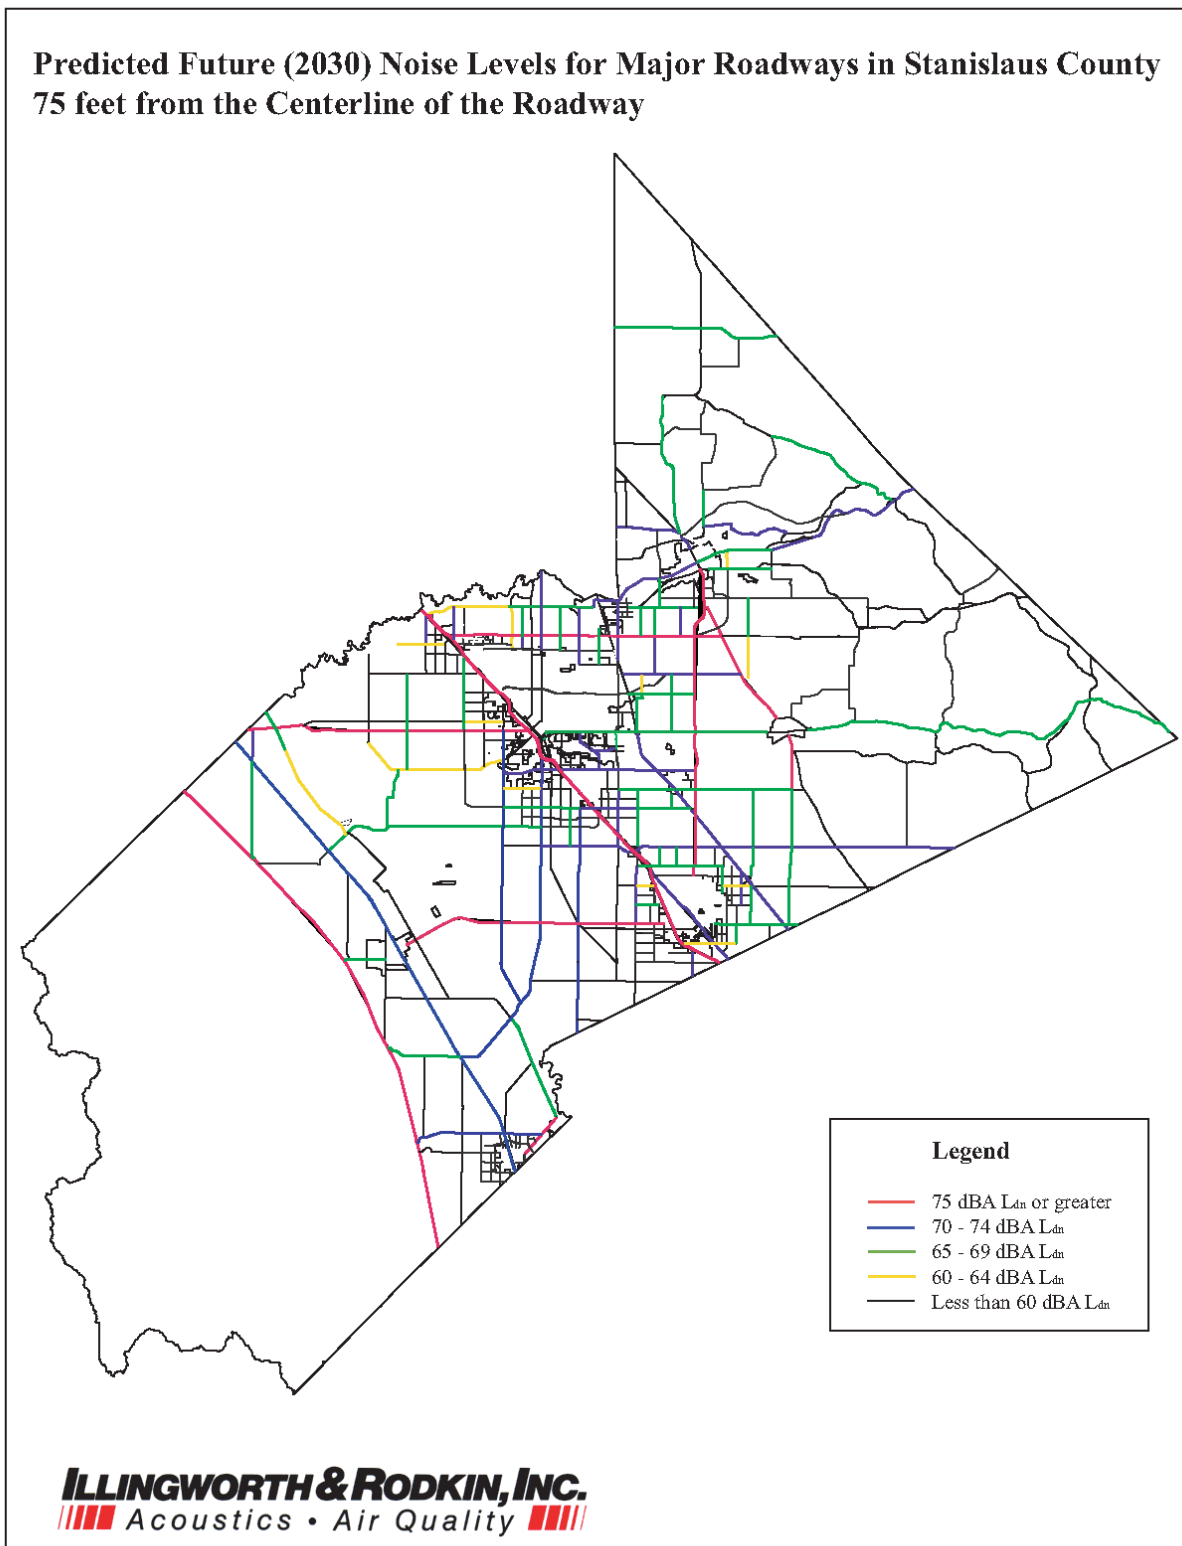 Predicted Future (2030) Noise Levels for Major Roadways in Stanislaus County
75 feet from the Centerline of the Roadway
Legend
75 dBA Ldn or greater
70 - 74 dBA Ldn
65 - 69 dBA Ldn
60 - 64 dBA Ldn
Less than 60 dBA Ldn
ILLINGWORTH & RODKIN, INC.
Acoustics • Air Quality